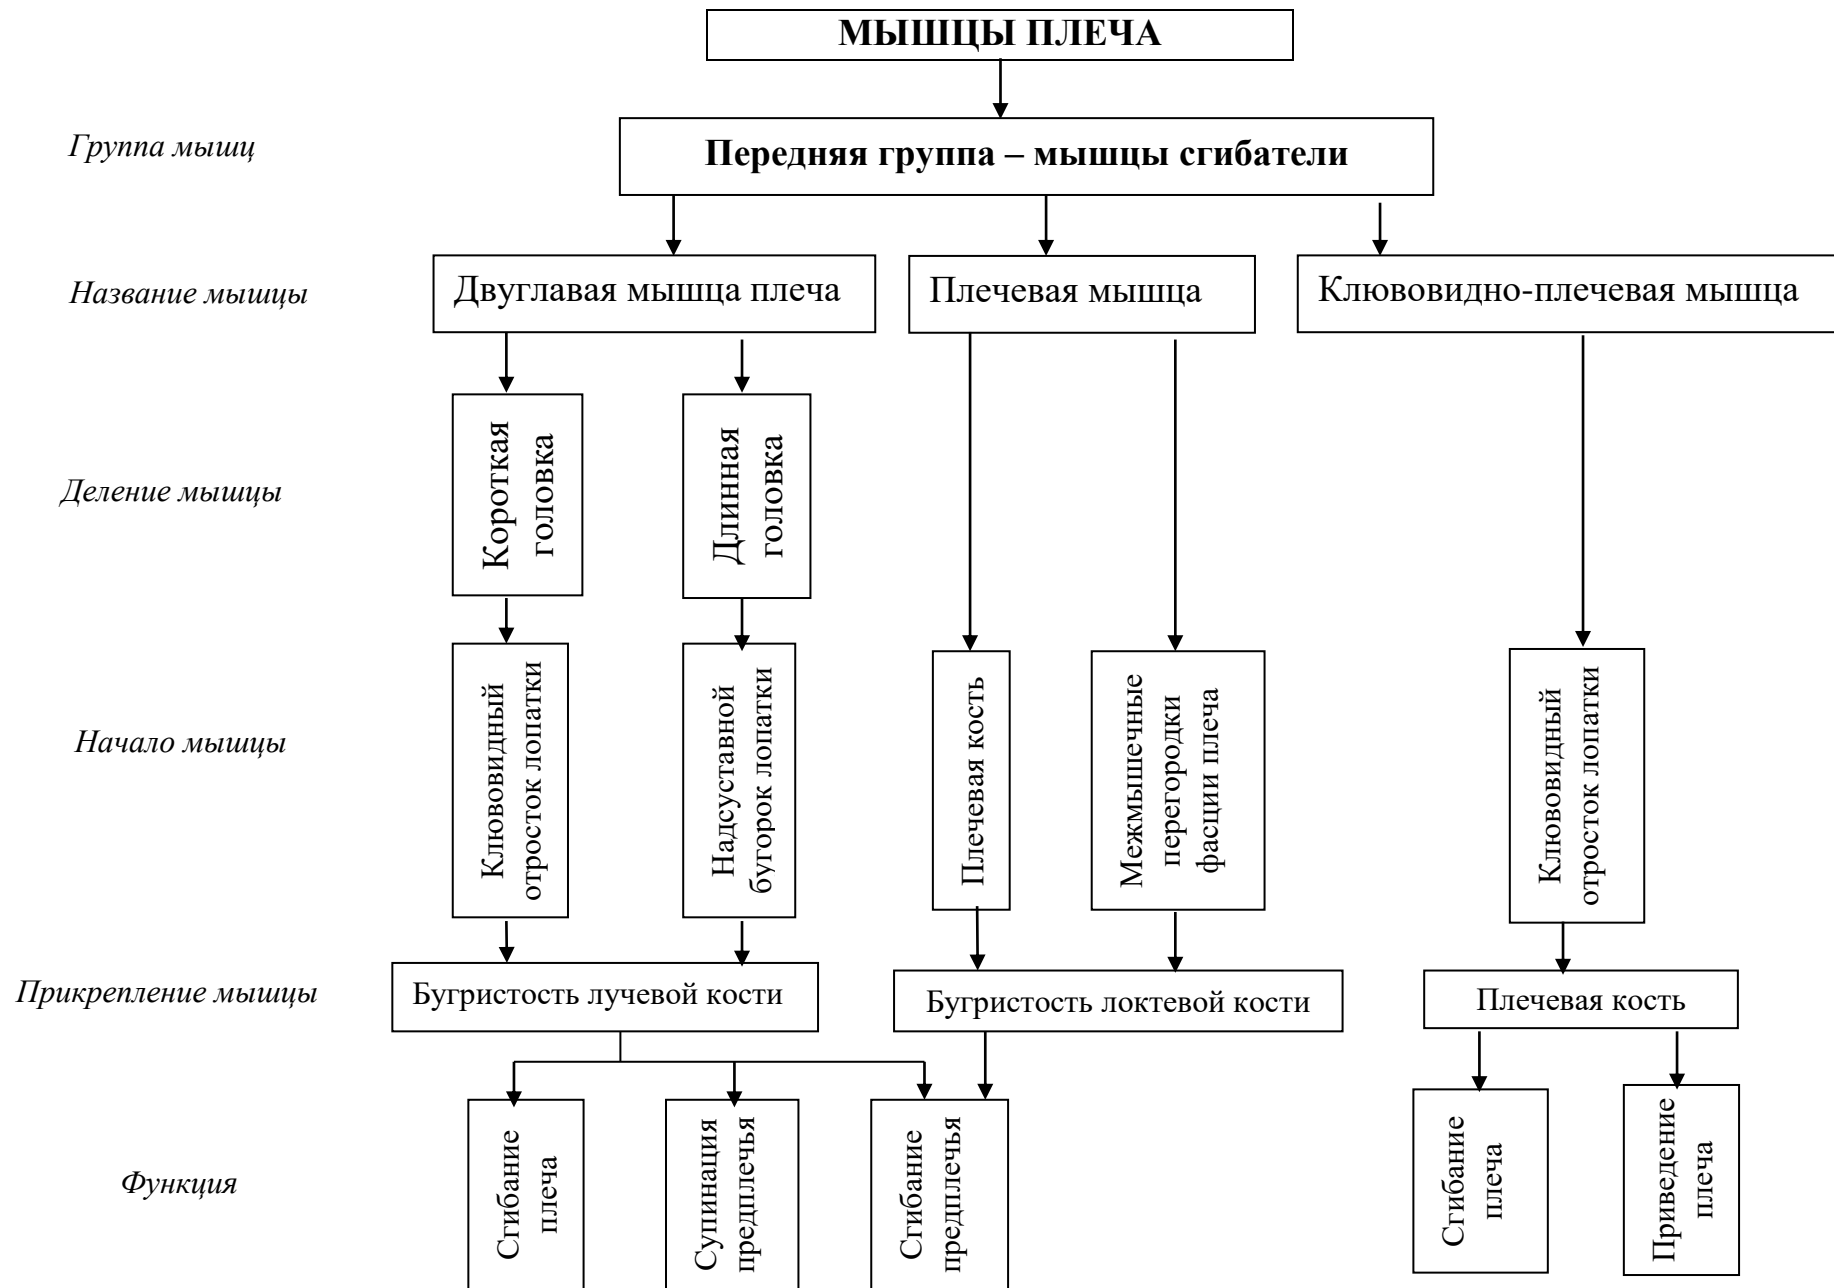 МЫШЦЫ ПЛЕЧА
Группа мышц
Передняя группа – мышцы сгибатели
Название мышцы
Двуглавая мышца плеча
Плечевая мышца
Клювовидно-плечевая мышца
Деление мышцы
Короткая
головка
Длинная
головка
Начало мышцы
Клювовидный
отросток лопатки
Надсуставной
бугорок лопатки
Плечевая кость
Межмышечные
перегородки
фасции плеча
Клювовидный
отросток лопатки
Прикрепление мышцы
Бугристость лучевой кости
Бугристость локтевой кости
Плечевая кость
Функция
Сгибание
плеча
Супинация
предплечья
Сгибание
предплечья
Сгибание
плеча
Приведение
плеча